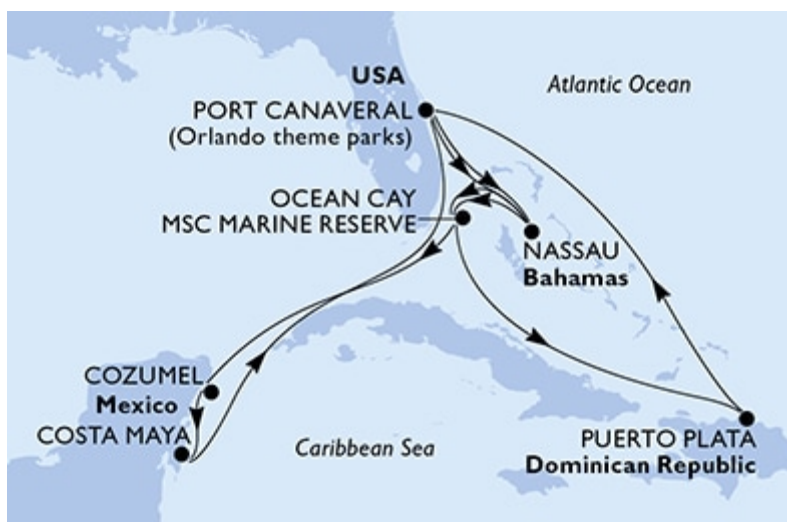 USA
Atlantic Ocean
PORT CANAVERAL
(Orlando theme parks)
OCEAN CAY
MSC MARINE RESERVE
NASSAU
Bahamas
COZUMEL
Mexico
COSTA MAYA
Caribbean Sea
PUERTO PLATA
Dominican Republic